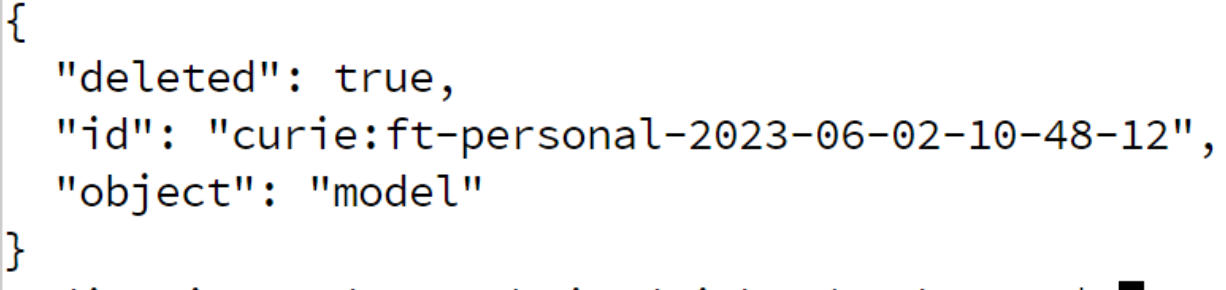 {
"deleted": true,
"id": "curie:ft-personal-2023-06-02-10-48-12",
"object": "model"
}